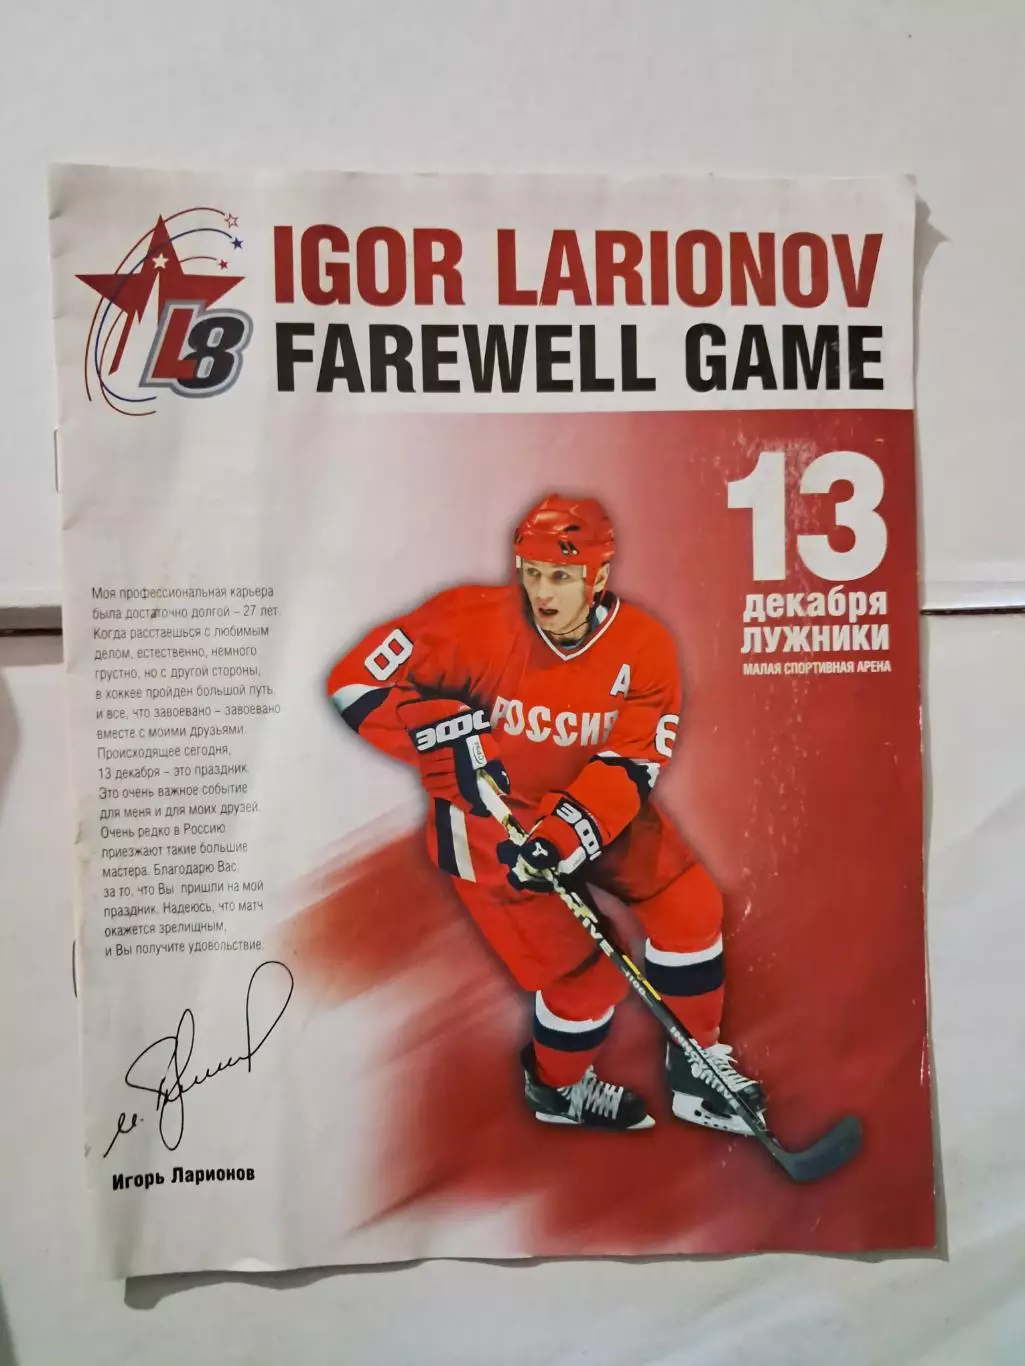 L8
IGOR LARIONOV
FAREWELL GAME
13
декабря
ЛУЖНИКИ
МАЛАЯ СПОРТИВНАЯ АРЕНА
Моя профессиональная карьера
была достаточно долгой – 27 лет.
Когда расстаешься с любимым
делом, естественно, немного
грустно, но с другой стороны,
в хоккее пройден большой путь,
и все, что завоевано – завоевано
вместе с моими друзьями.
Происходящее сегодня,
13 декабря – это праздник.
Это очень важное событие
для меня и для моих друзей.
Очень редко в Россию
приезжают такие большие
мастера. Благодарю Вас,
за то, что Вы пришли на мой
праздник. Надеюсь, что матч
окажется зрелищным,
и Вы получите удовольствие.
Игорь Ларионов
8
A
РОССИЯ
8